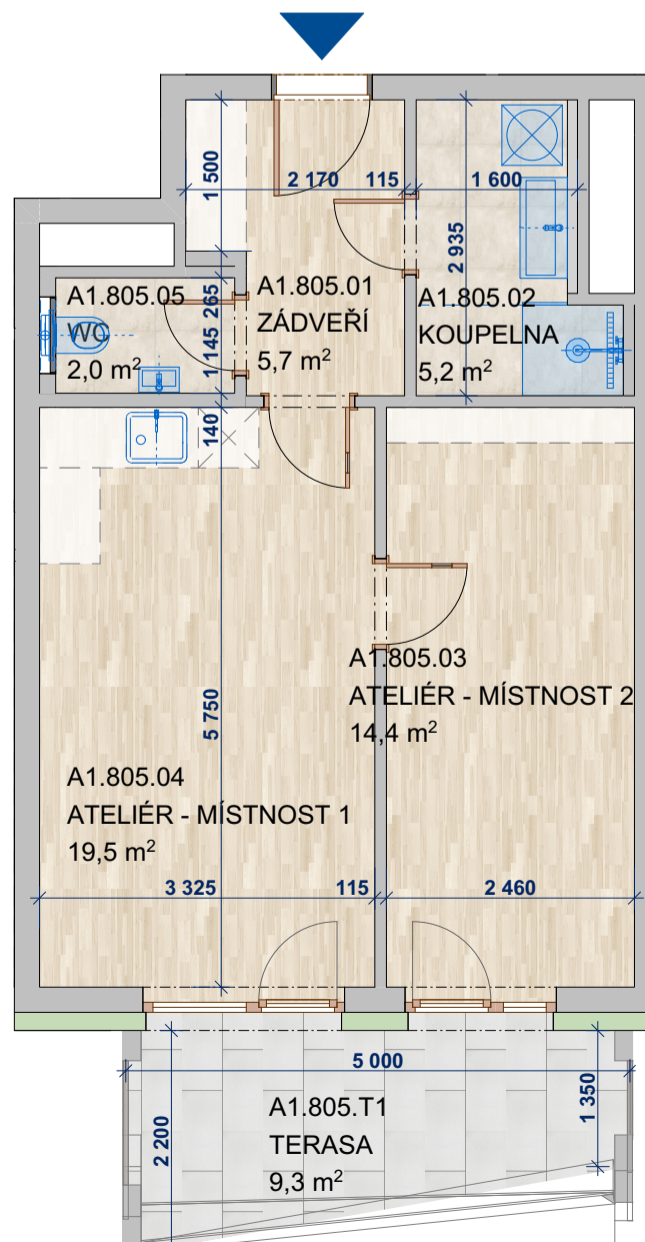 1 500
2 170
115
1 600
2 935
A1.805.05
WC
2,0 m²
265
1 145
140
A1.805.01
ZÁDVEŘÍ
5,7 m²
A1.805.02
KOUPELNA
5,2 m²
5 750
A1.805.03
ATELIÉR - MÍSTNOST 2
14,4 m²
A1.805.04
ATELIÉR - MÍSTNOST 1
19,5 m²
3 325
115
2 460
5 000
2 200
1 350
A1.805.T1
TERASA
9,3 m²